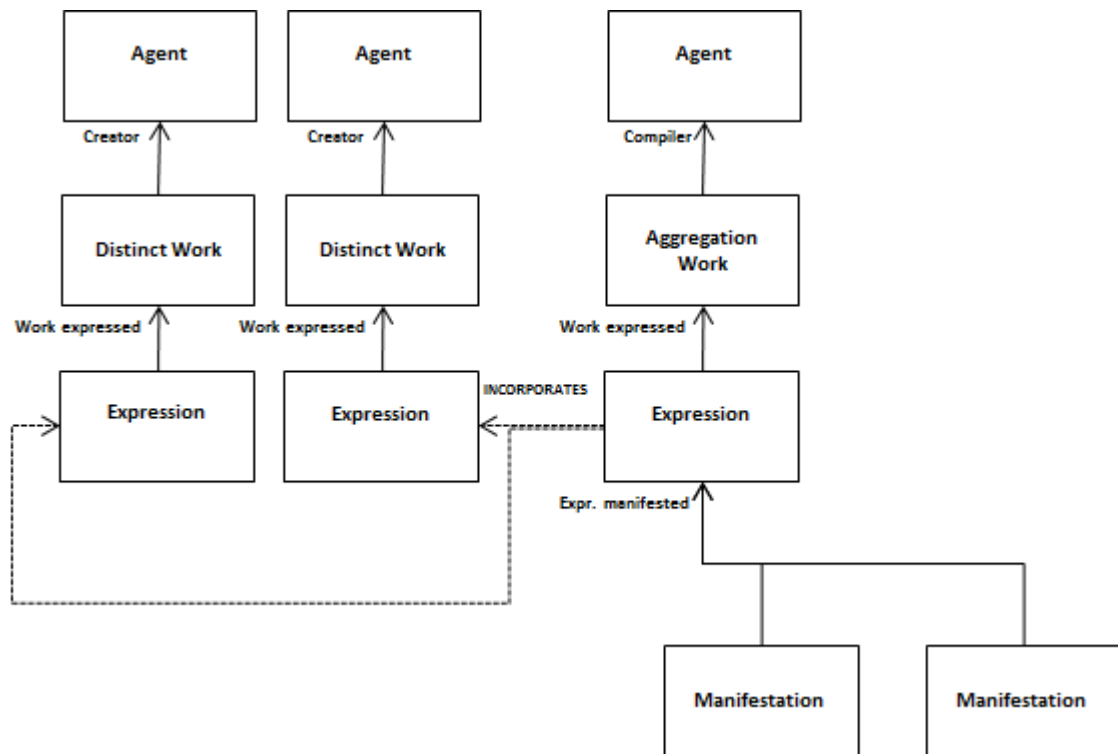 Agent
Agent
Agent
Creator
Creator
Compiler
Distinct Work
Distinct Work
Aggregation
Work
Work expressed
Work expressed
Work expressed
INCORPORATES
Expression
Expression
Expression
Expr. manifested
Manifestation
Manifestation